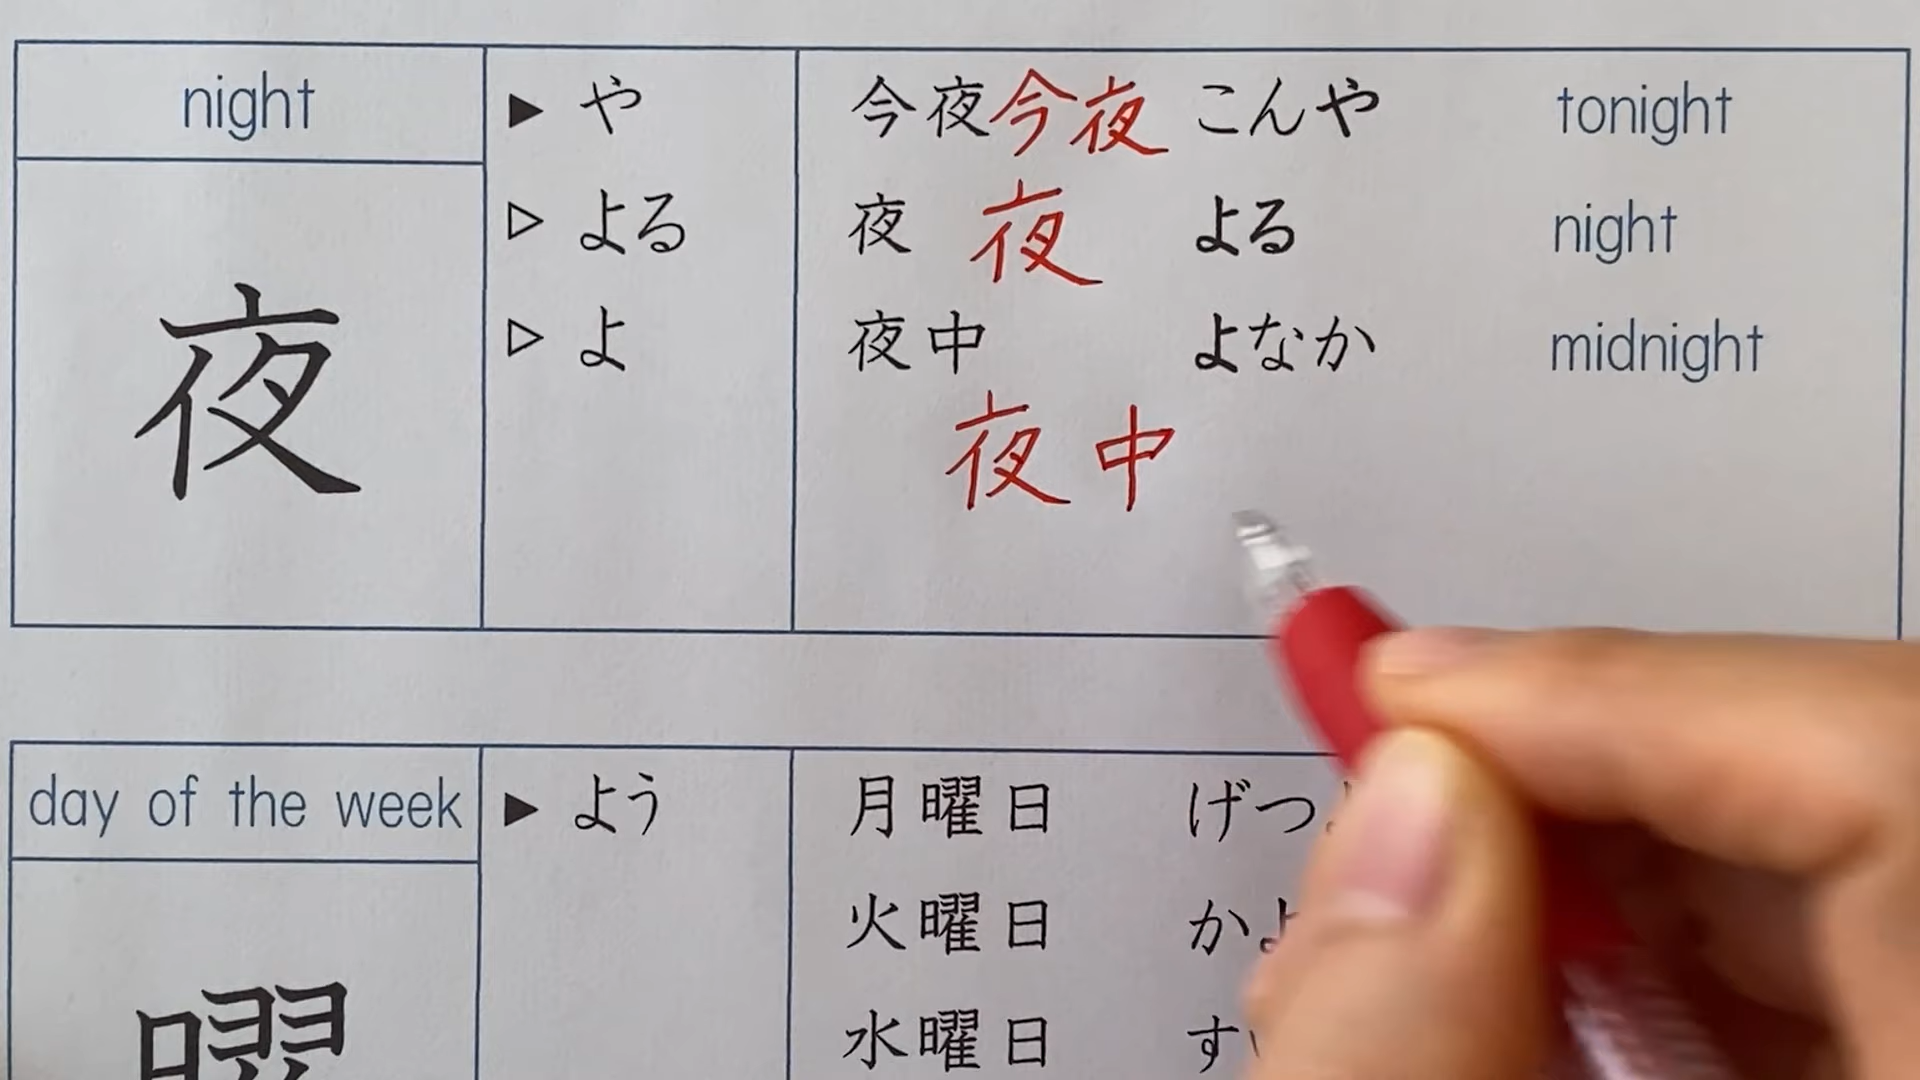 night
▶ や
▷ よる
▷ よ
夜
今夜 今夜 こんや tonight
夜 夜 よる night
夜中 よなか midnight
夜中
day of the week
▶ よう
曜
月曜日 げつ
火曜日 かよ
水曜日 す